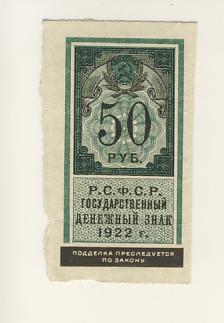 50
РУБ.
Р.С.Ф.С.Р.
ГОСУДАРСТВЕННЫЙ
ДЕНЕЖНЫЙ ЗНАК
1922 г.
ПОДДЕЛКА ПРЕСЛЕДУЕТСЯ
ПО ЗАКОНУ.